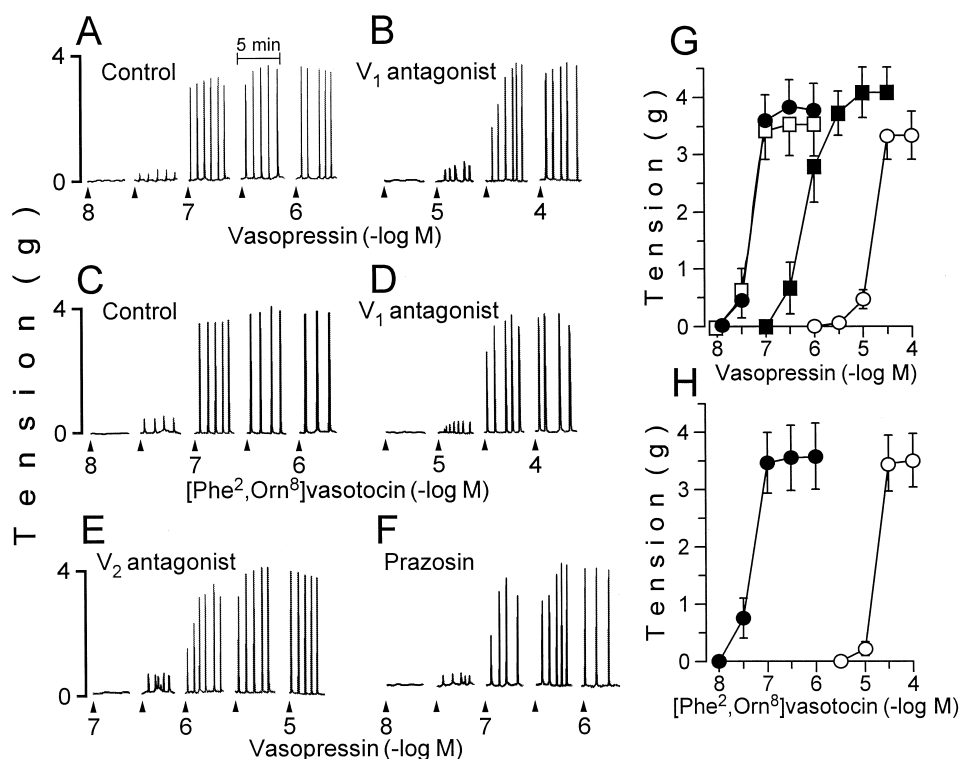 A
B
G
5 min
Control
V1 antagonist
4
0
8 7 6
5 4
Vasopressin (-log M)
Tension (g)
4
3
2
1
0
8 7 6 5 4
Vasopressin (-log M)
C
D
Control
V1 antagonist
4
0
8 7 6
5 4
[Phe2,Orn8]vasotocin (-log M)
Tension (g)
H
Tension (g)
4
3
2
1
0
8 7 6 5 4
[Phe2,Orn8]vasotocin (-log M)
E
F
V2 antagonist
Prazosin
4
0
7 6 5
8 7 6
Vasopressin (-log M)